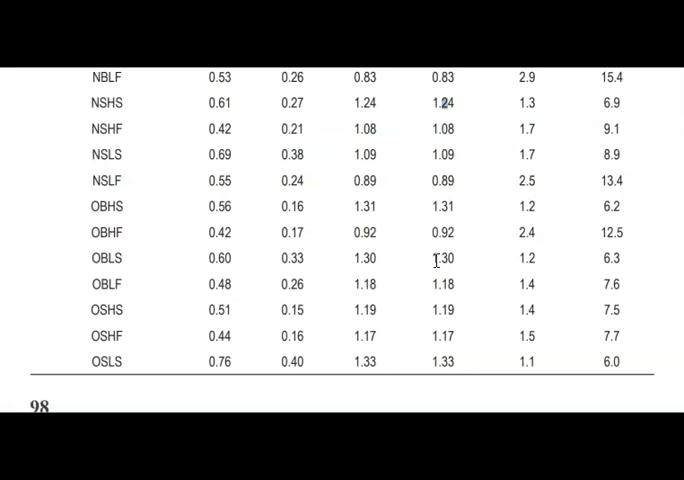 NBLF 0.53 0.26 0.83 0.83 2.9 15.4
NSHS 0.61 0.27 1.24 1.24 1.3 6.9
NSHF 0.42 0.21 1.08 1.08 1.7 9.1
NSLS 0.69 0.38 1.09 1.09 1.7 8.9
NSLF 0.55 0.24 0.89 0.89 2.5 13.4
OBHS 0.56 0.16 1.31 1.31 1.2 6.2
OBHF 0.42 0.17 0.92 0.92 2.4 12.5
OBLS 0.60 0.33 1.30 1.30 1.2 6.3
OBLF 0.48 0.26 1.18 1.18 1.4 7.6
OSHS 0.51 0.15 1.19 1.19 1.4 7.5
OSHF 0.44 0.16 1.17 1.17 1.5 7.7
OSLS 0.76 0.40 1.33 1.33 1.1 6.0
98